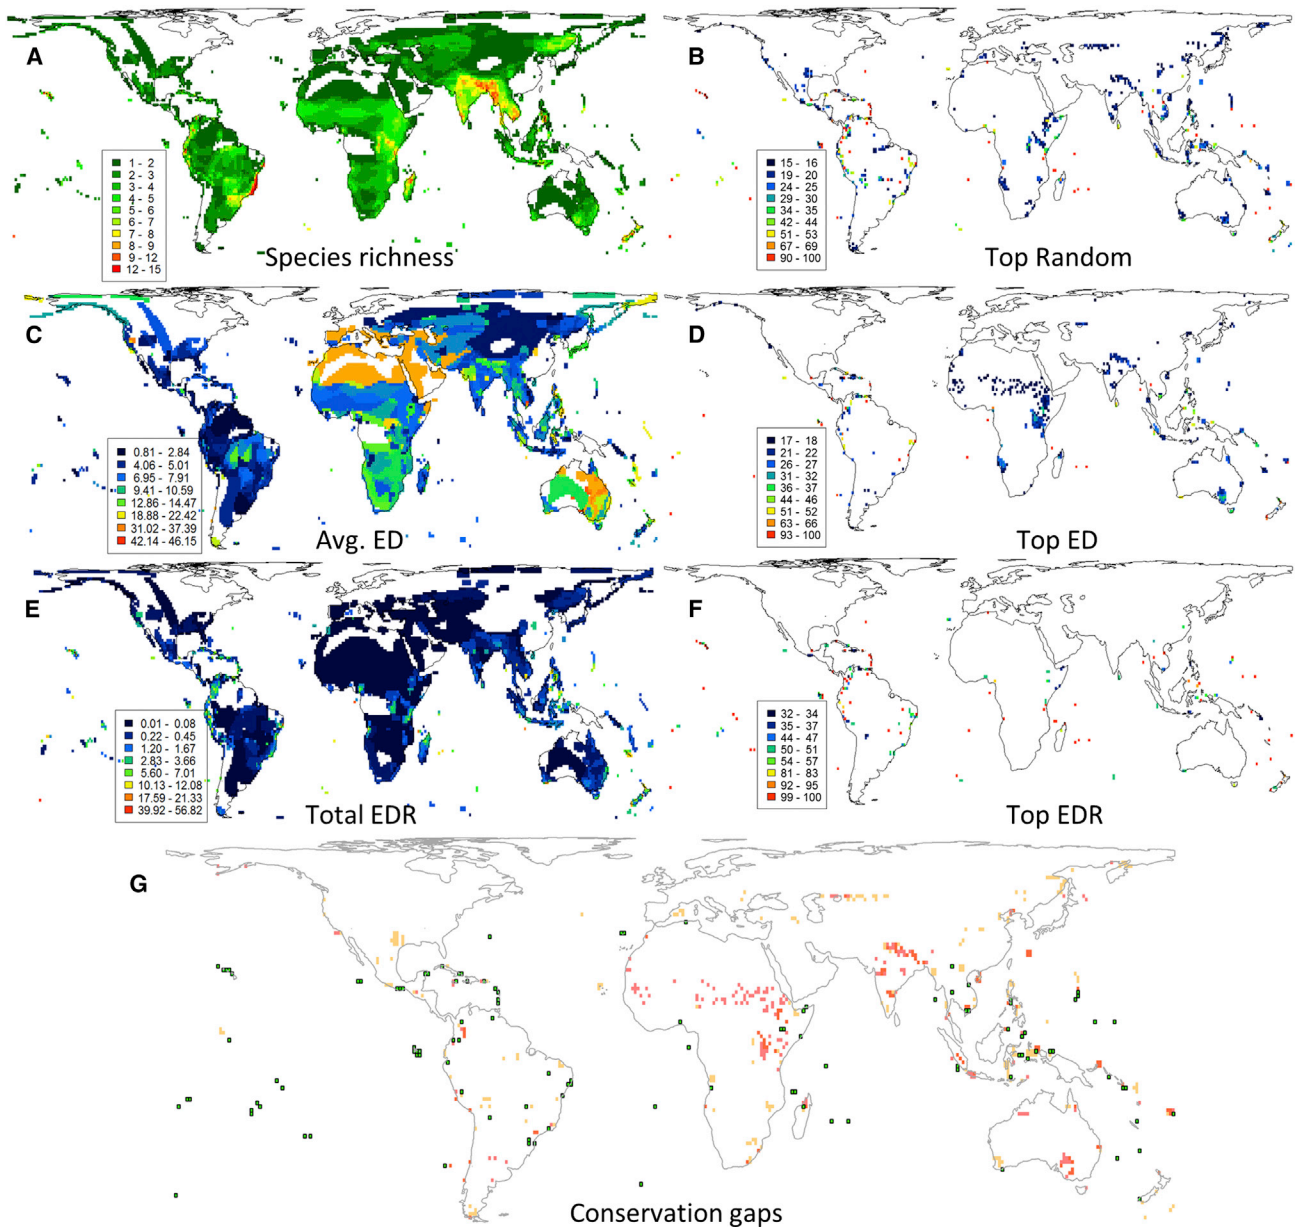 A
1 - 2
2 - 3
3 - 4
4 - 5
5 - 6
6 - 7
7 - 8
8 - 9
9 - 12
12 - 15
Species richness
B
15 - 16
19 - 20
24 - 25
29 - 30
34 - 35
42 - 44
51 - 53
67 - 69
90 - 100
Top Random
C
0.81 - 2.84
4.06 - 5.01
6.95 - 7.91
9.41 - 10.59
12.86 - 14.47
18.88 - 22.42
31.02 - 37.39
42.14 - 46.15
Avg. ED
D
17 - 18
21 - 22
26 - 27
31 - 32
36 - 37
44 - 46
51 - 52
63 - 66
93 - 100
Top ED
E
0.01 - 0.08
0.22 - 0.45
1.20 - 1.67
2.83 - 3.66
5.60 - 7.01
10.13 - 12.08
17.59 - 21.33
39.92 - 56.82
Total EDR
F
32 - 34
35 - 37
44 - 47
50 - 51
54 - 57
81 - 83
92 - 95
99 - 100
Top EDR
G
Conservation gaps